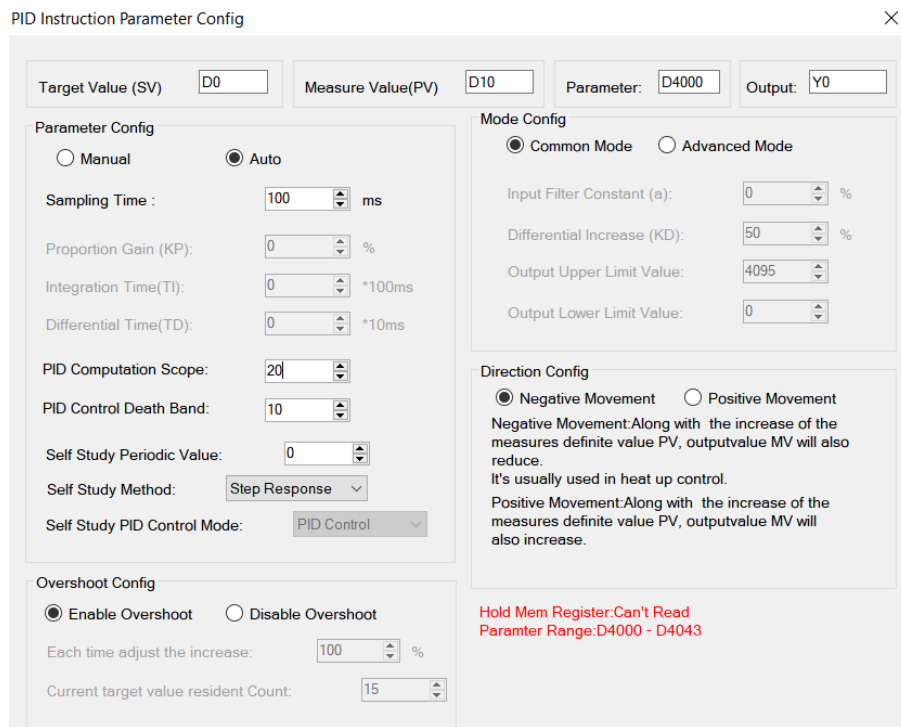 PID Instruction Parameter Config
Target Value (SV) D0 Measure Value(PV) D10 Parameter: D4000 Output: Y0
Parameter Config
Manual Auto
Sampling Time : 100 ms
Proportion Gain (KP): 0 %
Integration Time(TI): 0 *100ms
Differential Time(TD): 0 *10ms
PID Computation Scope: 20
PID Control Death Band: 10
Self Study Periodic Value: 0
Self Study Method: Step Response
Self Study PID Control Mode: PID Control
Overshoot Config
Enable Overshoot Disable Overshoot
Each time adjust the increase: 100 %
Current target value resident Count: 15
Mode Config
Common Mode Advanced Mode
Input Filter Constant (a): 0 %
Differential Increase (KD): 50 %
Output Upper Limit Value: 4095
Output Lower Limit Value: 0
Direction Config
Negative Movement Positive Movement
Negative Movement:Along with the increase of the
measures definite value PV, outputvalue MV will also
reduce.
It's usually used in heat up control.
Positive Movement:Along with the increase of the
measures definite value PV, outputvalue MV will
also increase.
Hold Mem Register:Can't Read
Paramter Range:D4000 - D4043